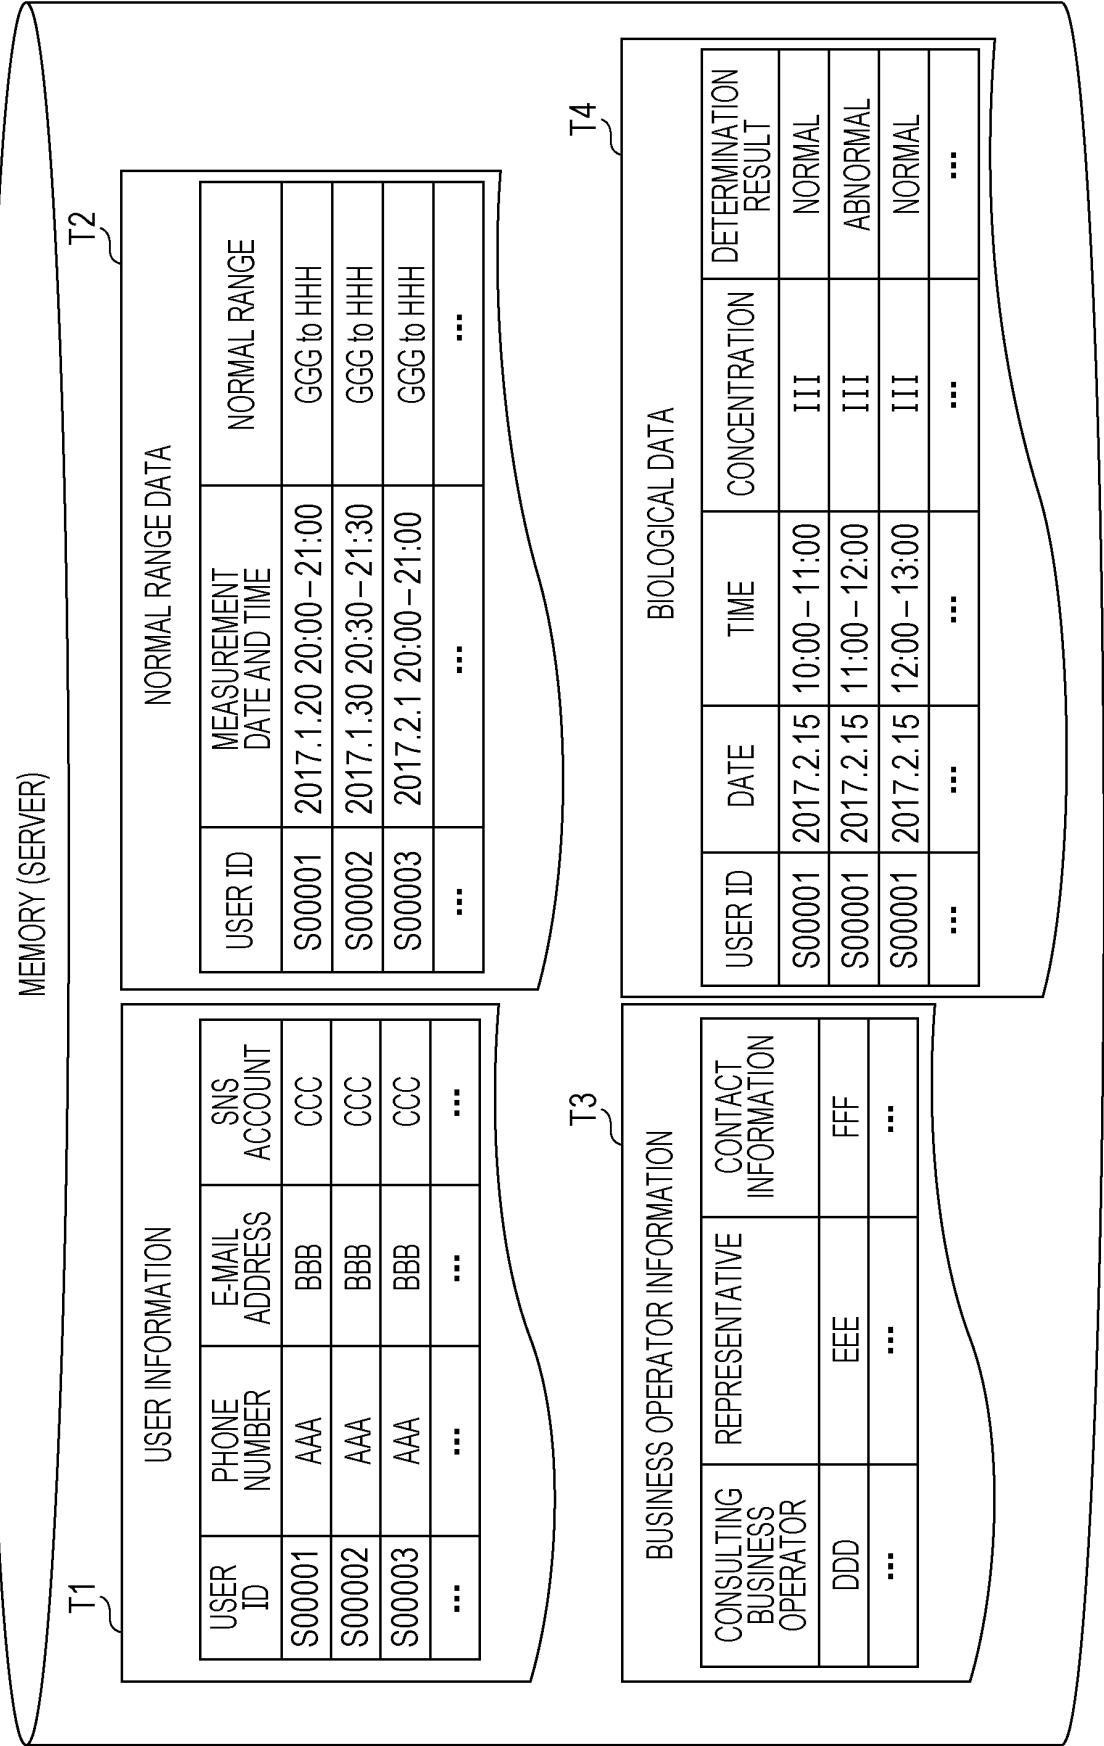 MEMORY (SERVER)
T1
USER INFORMATION
USER
ID
PHONE
NUMBER
E-MAIL
ADDRESS
SNS
ACCOUNT
S00001 AAA BBB CCC
S00002 AAA BBB CCC
S00003 AAA BBB CCC
... ... ... ...
T2
NORMAL RANGE DATA
USER ID
MEASUREMENT
DATE AND TIME
NORMAL RANGE
S00001 2017.1.20 20:00–21:00 GGG to HHH
S00002 2017.1.30 20:30–21:30 GGG to HHH
S00003 2017.2.1 20:00–21:00 GGG to HHH
... ... ...
T3
BUSINESS OPERATOR INFORMATION
CONSULTING
BUSINESS
OPERATOR
REPRESENTATIVE
CONTACT
INFORMATION
DDD EEE FFF
... ... ...
T4
BIOLOGICAL DATA
USER ID DATE TIME CONCENTRATION
DETERMINATION
RESULT
S00001 2017.2.15 10:00–11:00 III NORMAL
S00001 2017.2.15 11:00–12:00 III ABNORMAL
S00001 2017.2.15 12:00–13:00 III NORMAL
... ... ... ... ...